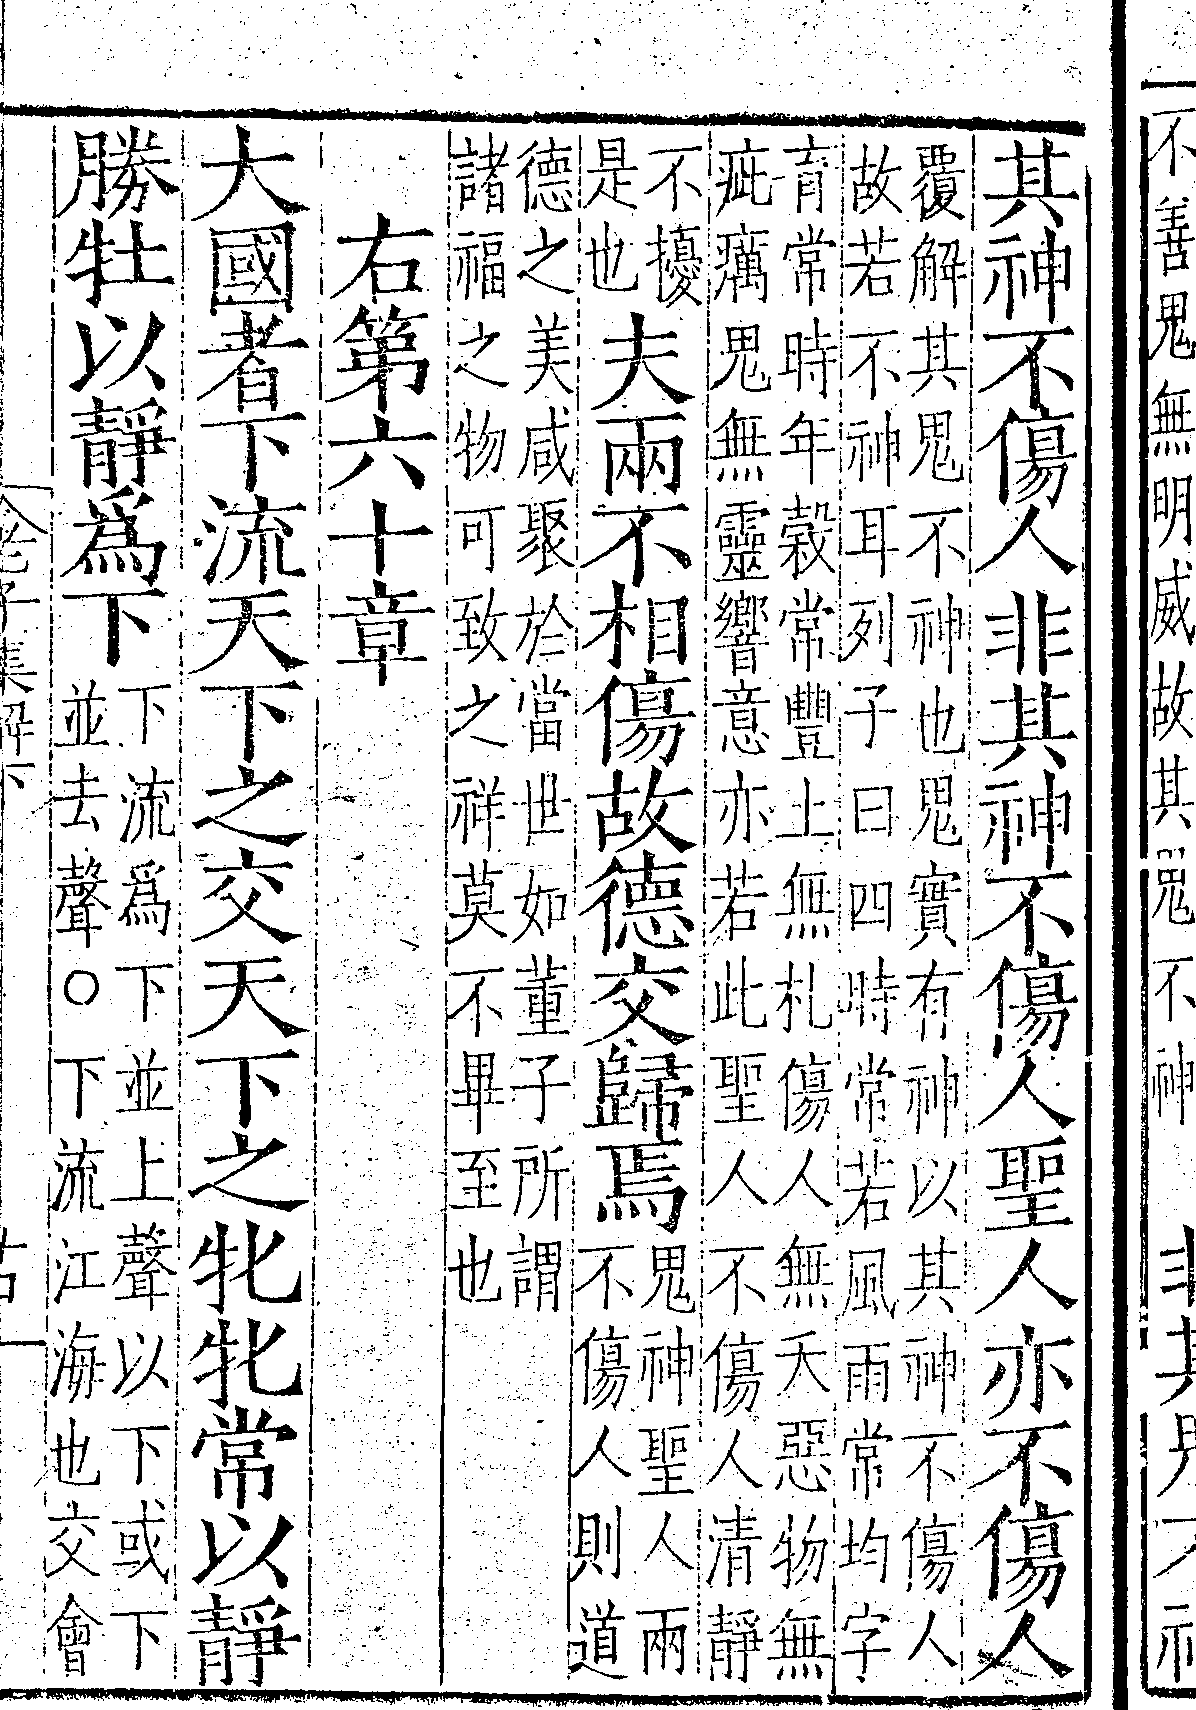 不善鬼無明威故其鬼不神
其神不傷人非其神不傷人聖人亦不傷人
覆解其鬼不神也鬼實有神以其神不傷人
故若不神耳列子曰四時常若風雨常均字
育常時年穀常豐土無札傷人無夭惡物無
疵癘鬼無靈響意亦若此聖人不傷人清靜
不擾
是也
夫兩不相傷故德交歸焉
鬼神聖人兩
不傷人則道
德之美咸聚於當世如董子所謂
諸福之物可致之祥莫不畢至也
右第六十章
大國者下流天下之交天下之牝牝常以靜
勝牡以靜爲下
下流爲下並上聲以下或下
並去聲○下流江海也交會
老子集解下